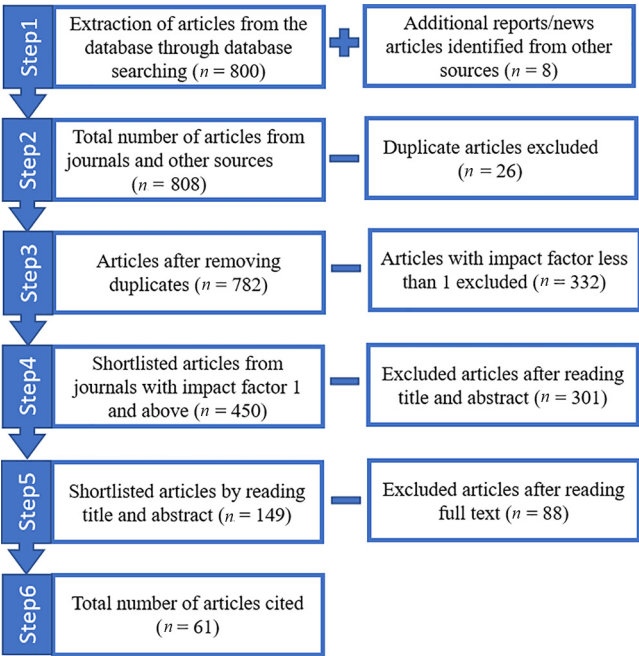 Step1
Extraction of articles from the
database through database
searching (n = 800)
Additional reports/news
articles identified from other
sources (n = 8)
Step2
Total number of articles from
journals and other sources
(n = 808)
Duplicate articles excluded
(n = 26)
Step3
Articles after removing
duplicates (n = 782)
Articles with impact factor less
than 1 excluded (n = 332)
Step4
Shortlisted articles from
journals with impact factor 1
and above (n = 450)
Excluded articles after reading
title and abstract (n = 301)
Step5
Shortlisted articles by reading
title and abstract (n = 149)
Excluded articles after reading
full text (n = 88)
Step6
Total number of articles cited
(n = 61)